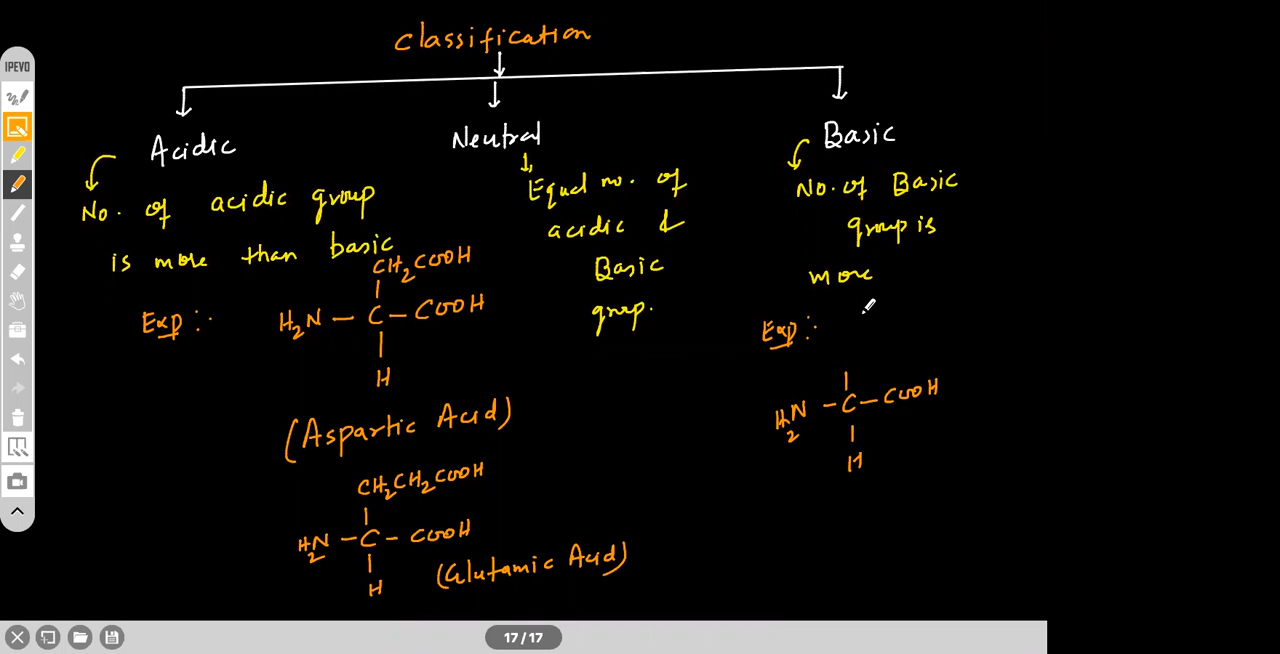 IPEVO
Classification
Acidic
No. of acidic group
is more than basic
Exp:
CH2COOH
H2N – C – COOH
H
(Aspartic Acid)
CH2CH2COOH
H2N – C – COOH
H
(Glutamic Acid)
Neutral
Equal no. of
acidic &
Basic
group.
Basic
No. of Basic
group is
more
Exp:
H2N – C – COOH
H
17/17